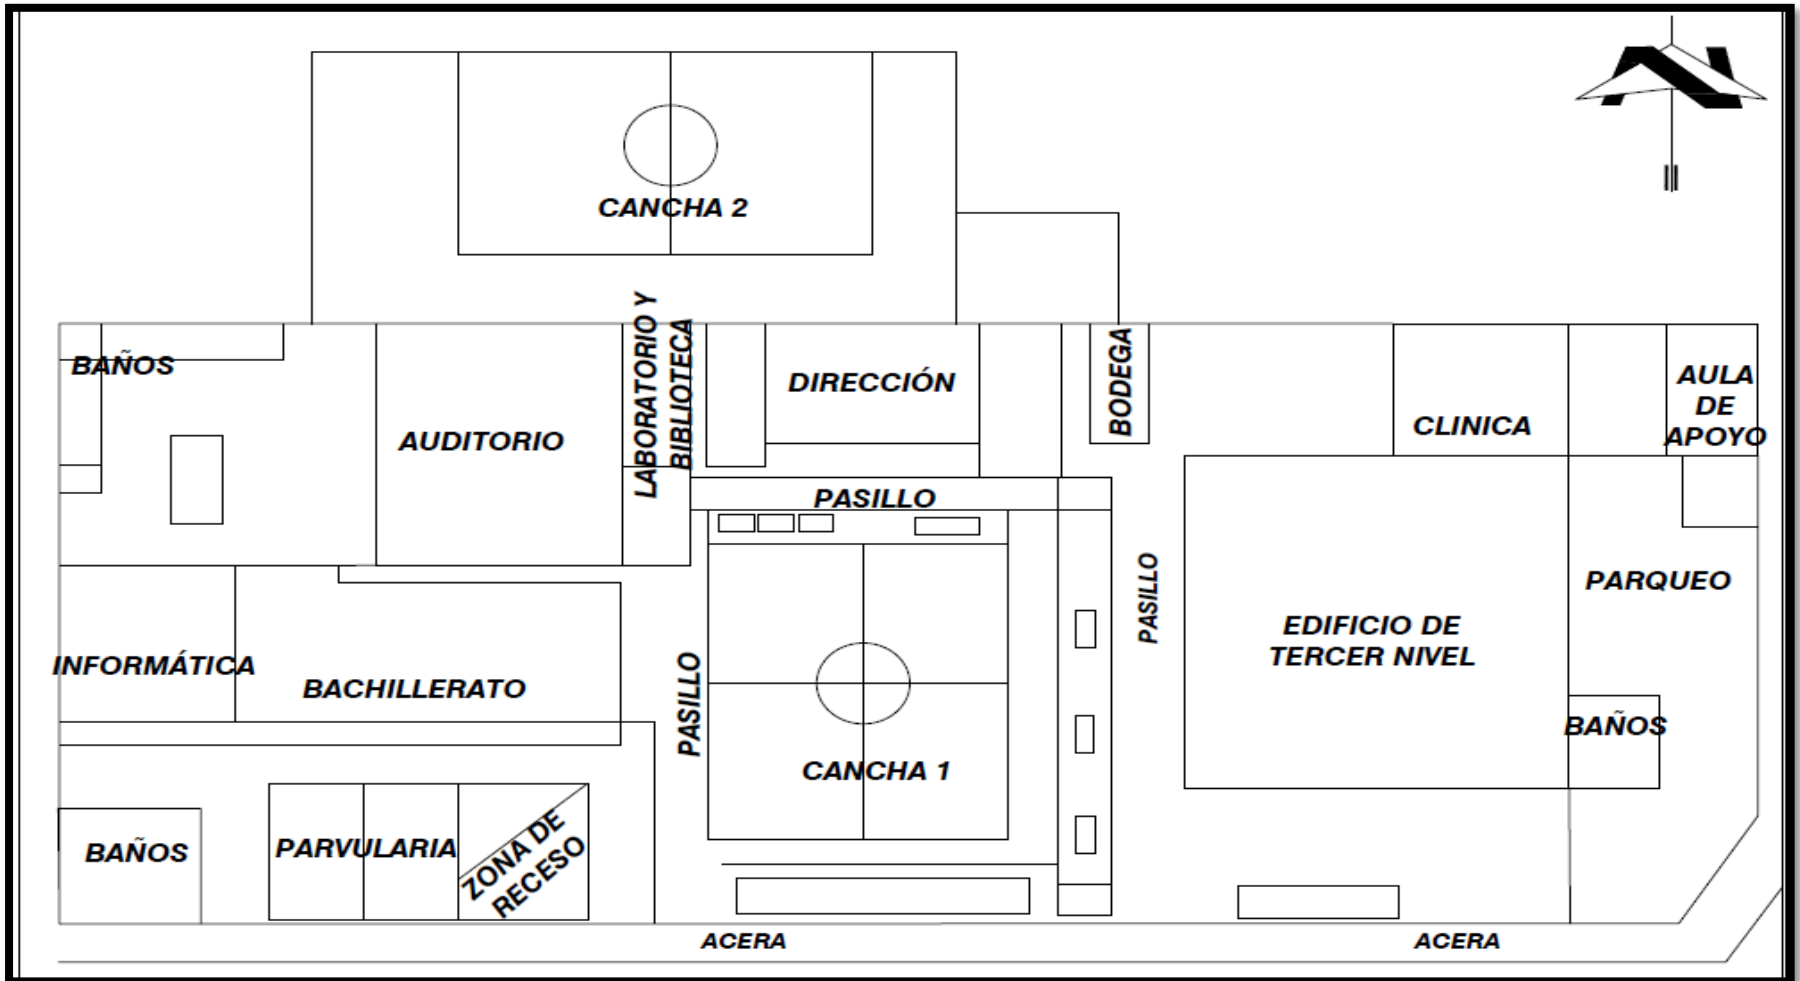 N
CANCHA 2
BAÑOS
AUDITORIO
LABORATORIO Y
BIBLIOTECA
DIRECCIÓN
BODEGA
CLINICA
AULA
DE
APOYO
PASILLO
PASILLO
PARQUEO
EDIFICIO DE
TERCER NIVEL
INFORMÁTICA
BACHILLERATO
PASILLO
BAÑOS
CANCHA 1
BAÑOS
PARVULARIA
ZONA DE
RECESO
ACERA
ACERA